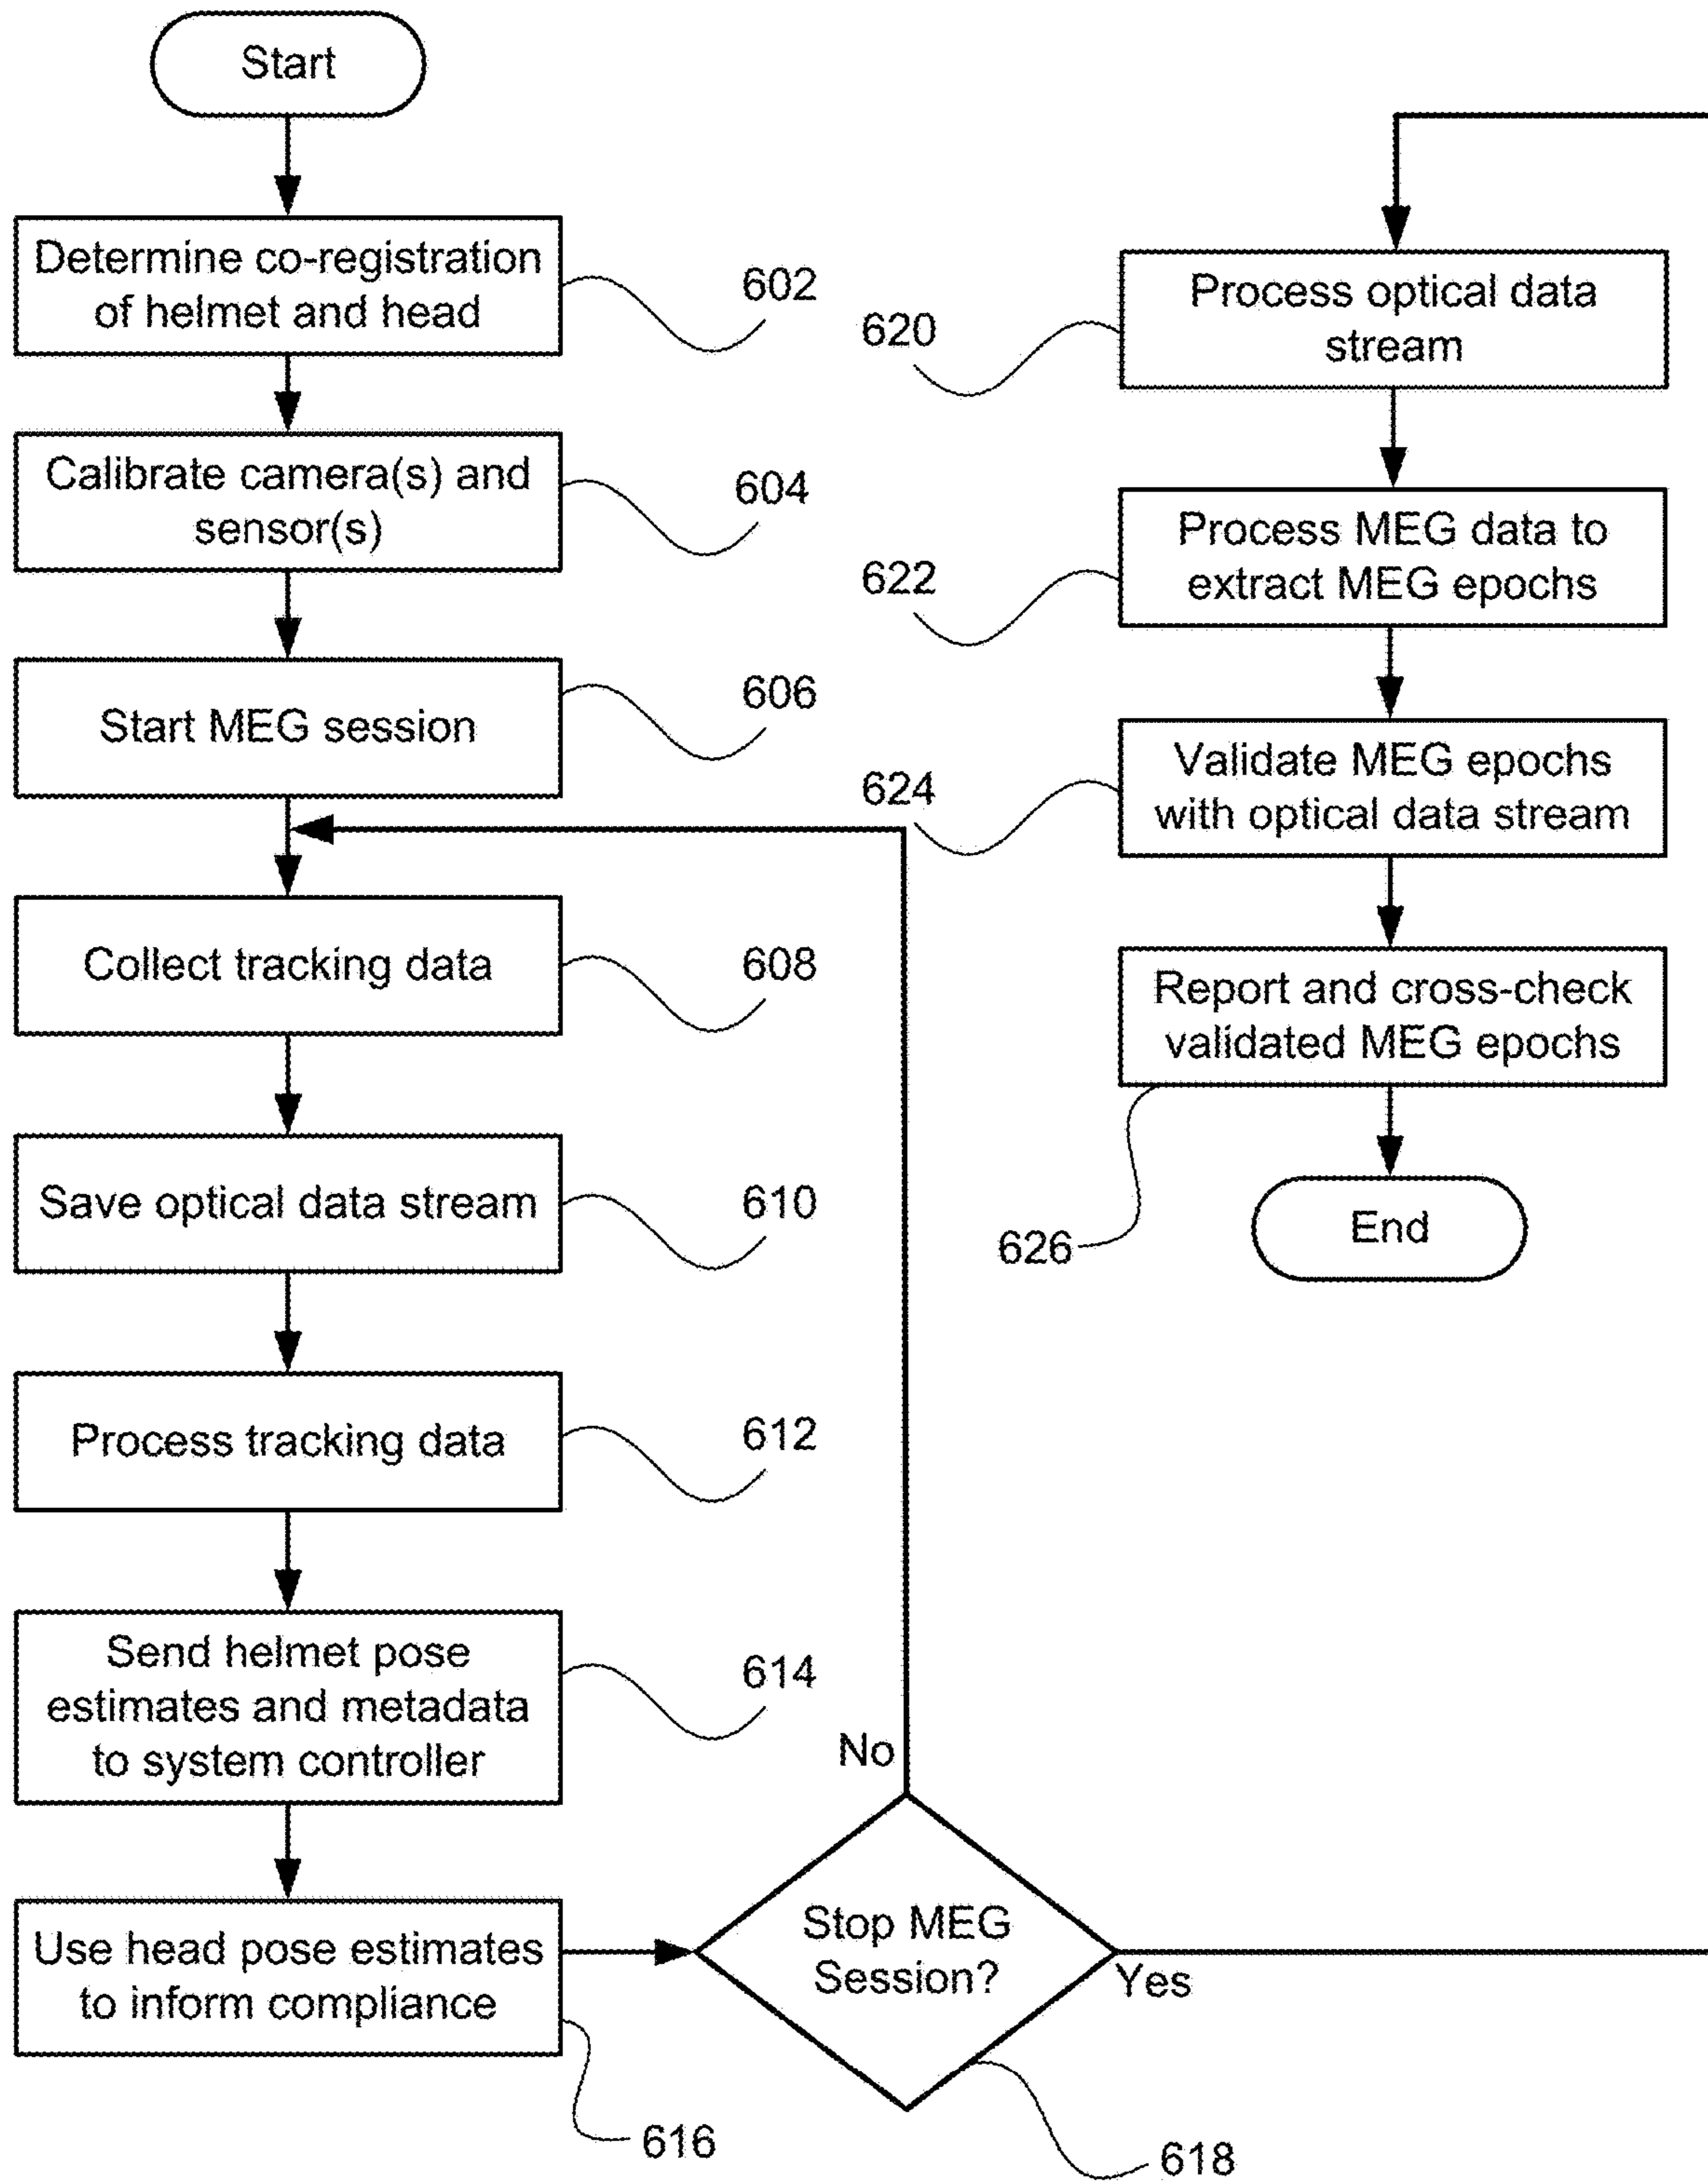 Start
Determine co-registration
of helmet and head
602
Calibrate camera(s) and
sensor(s)
604
Start MEG session
606
Collect tracking data
608
Save optical data stream
610
Process tracking data
612
Send helmet pose
estimates and metadata
to system controller
614
Use head pose estimates
to inform compliance
616
Stop MEG
Session?
No
Yes
618
Process optical data
stream
620
Process MEG data to
extract MEG epochs
622
Validate MEG epochs
with optical data stream
624
Report and cross-check
validated MEG epochs
626
End